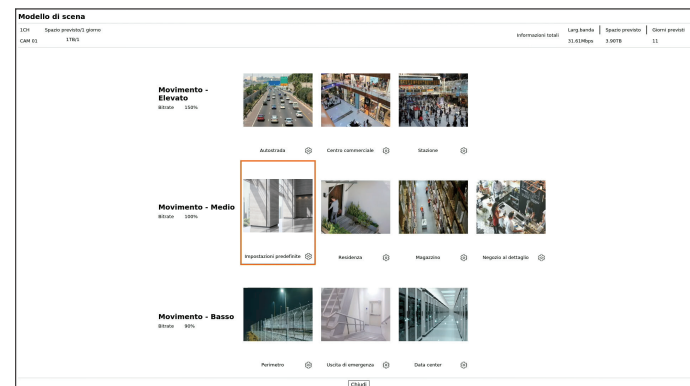 Modello di scena
1CH Spazio previsto/1 giorno
CAM 01 1TB/1
Informazioni totali
Larg.banda Spazio previsto Giorni previsti
31.61Mbps 3.90TB 11
Movimento -
Elevato
Bitrate 150%
Autostrada Centro commerciale Stazione
Movimento - Medio
Bitrate 100%
Impostazioni predefinite Residenza Magazzino Negozio al dettaglio
Movimento - Basso
Bitrate 90%
Perimetro Uscita di emergenza Data center
Chiudi